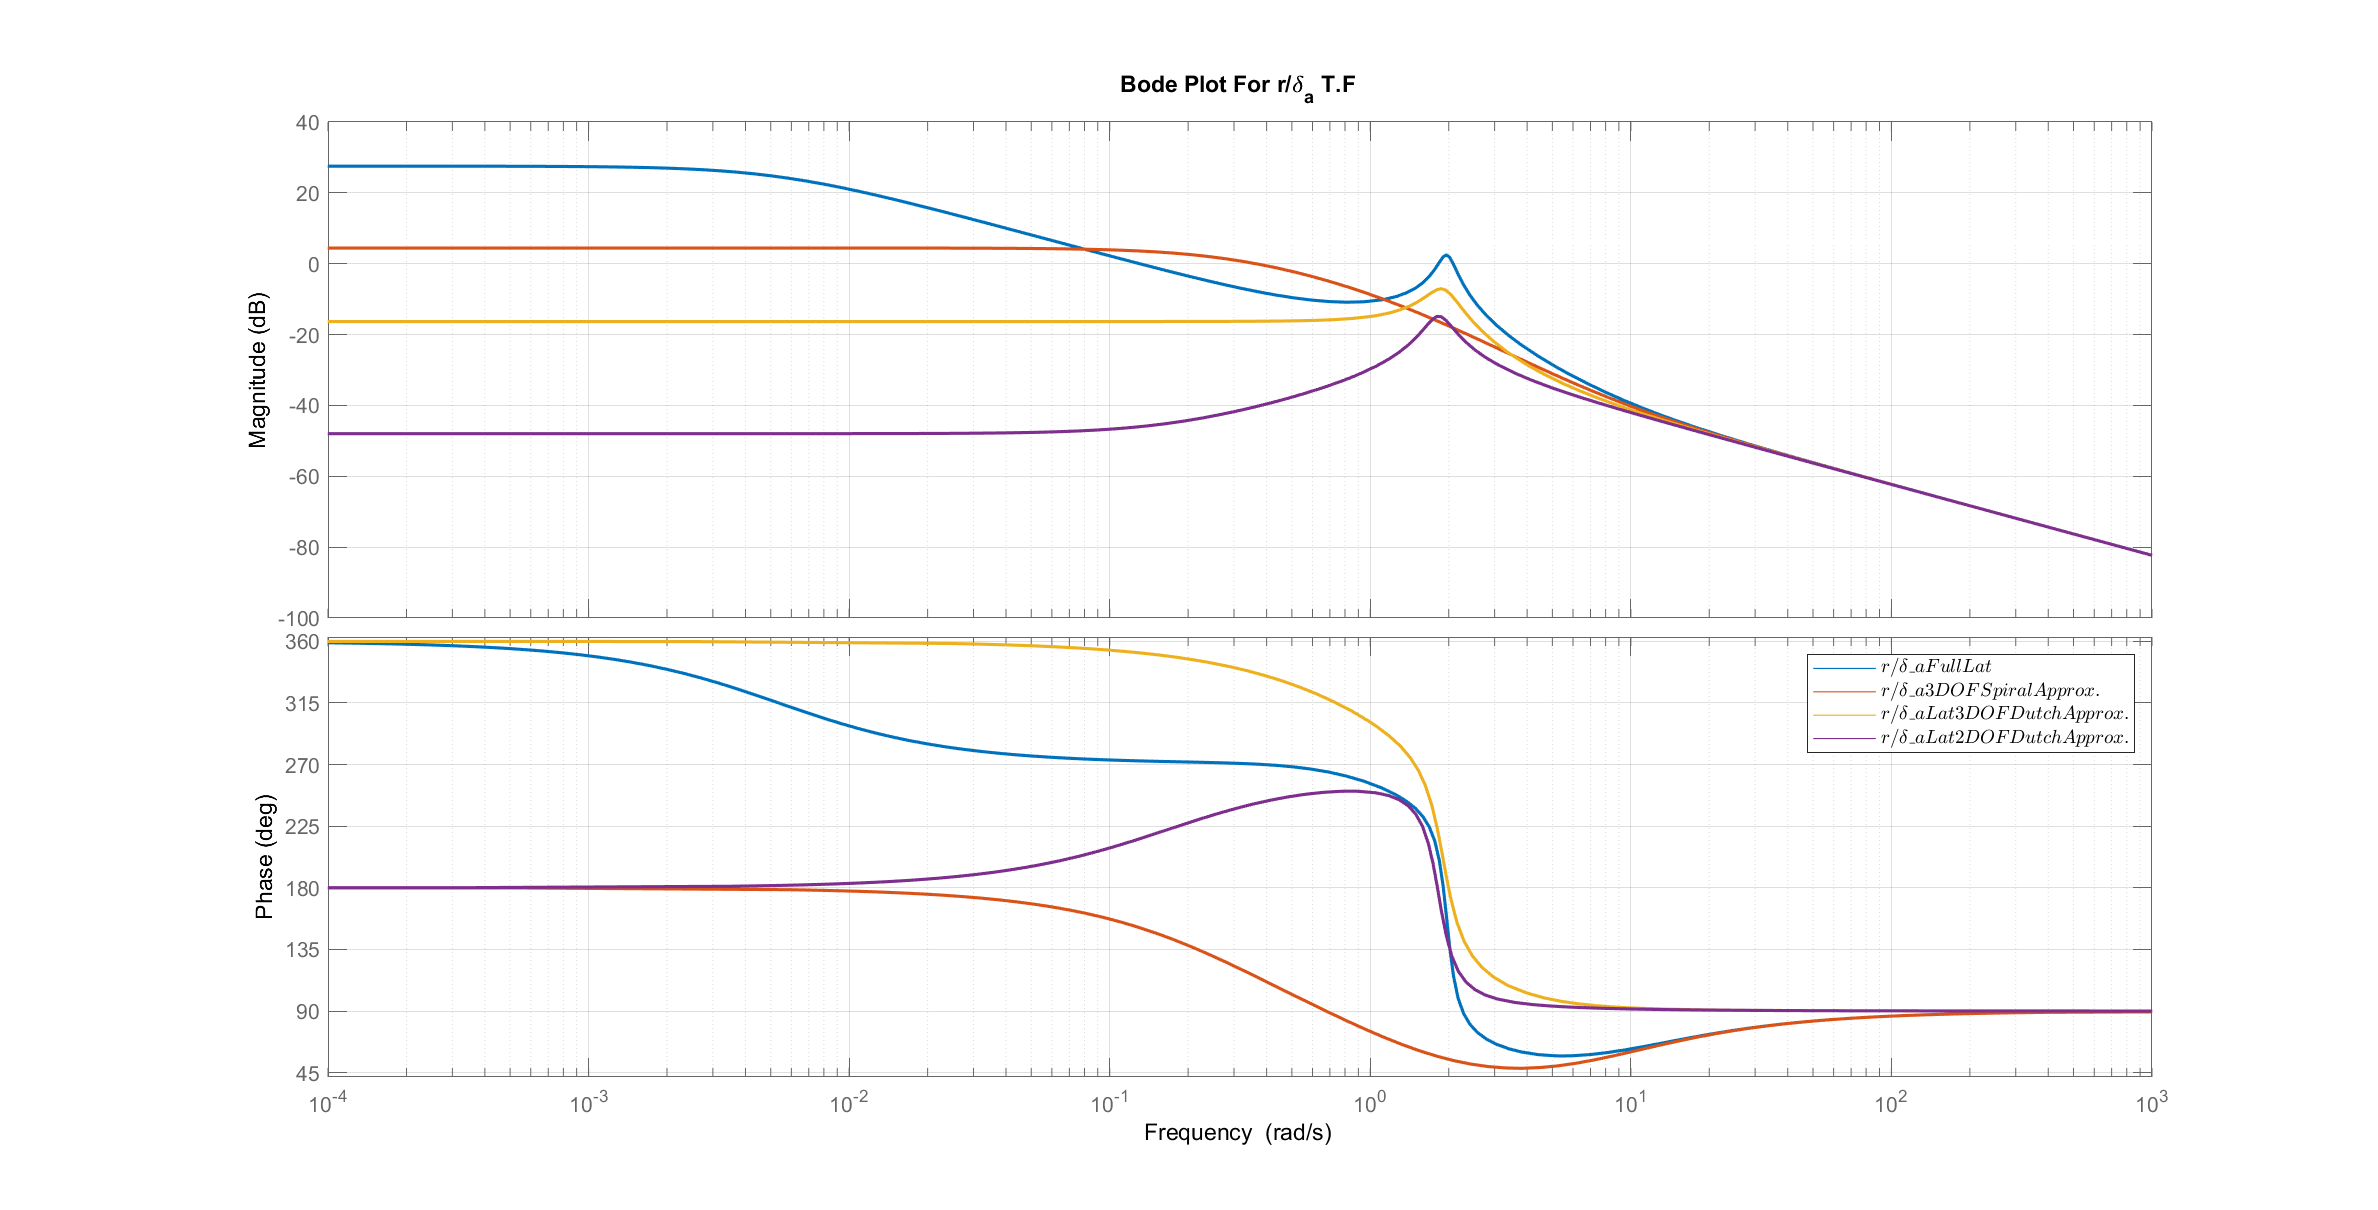 Bode Plot For r/δa T.F
Magnitude (dB)
40
20
0
-20
-40
-60
-80
-100
Phase (deg)
360
315
270
225
180
135
90
45
r/δ_aFullLat
r/δ_a3DOFSpiralApprox.
r/δ_aLat3DOFDutchApprox.
r/δ_aLat2DOFDutchApprox.
10-4 10-3 10-2 10-1 100 101 102 103
Frequency (rad/s)